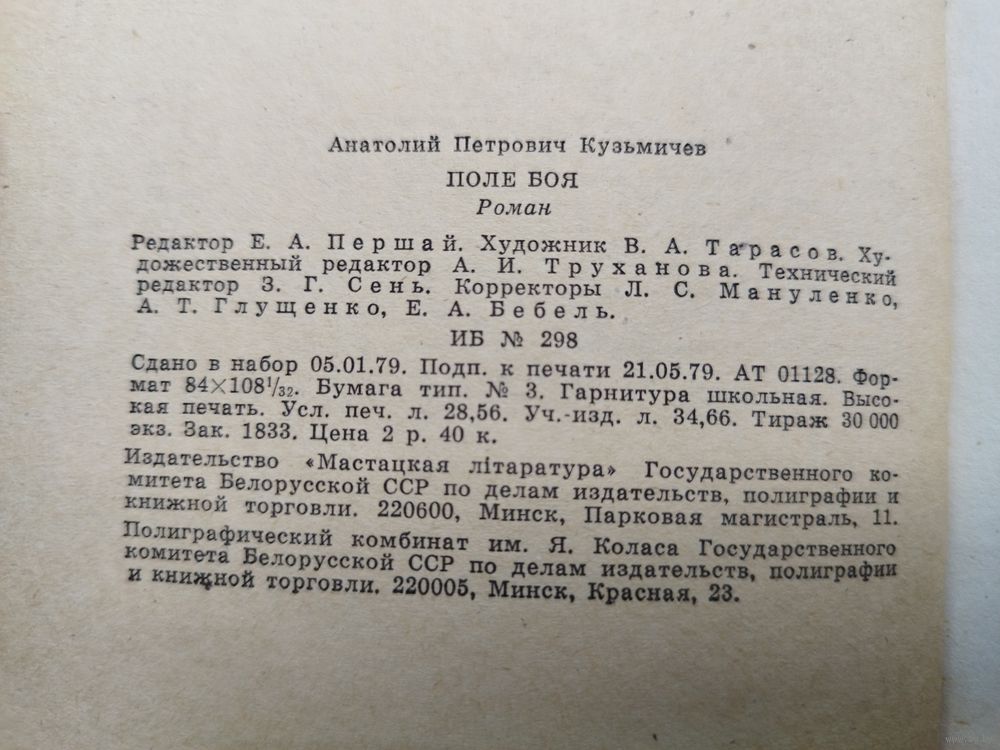 Анатолий Петрович Кузьмичев
ПОЛЕ БОЯ
Роман
Редактор Е. А. Першай. Художник В. А. Тарасов. Ху-
дожественный редактор А. И. Труханова. Технический
редактор З. Г. Сень. Корректоры Л. С. Мануленко,
А. Т. Глущенко, Е. А. Бебель.
ИБ № 298
Сдано в набор 05.01.79. Подп. к печати 21.05.79. АТ 01128. Фор-
мат 84×108¹/₃₂. Бумага тип. № 3. Гарнитура школьная. Высо-
кая печать. Усл. печ. л. 28,56. Уч.-изд. л. 34,66. Тираж 30 000
экз. Зак. 1833. Цена 2 р. 40 к.
Издательство «Мастацкая літаратура» Государственного ко-
митета Белорусской ССР по делам издательств, полиграфии и
книжной торговли. 220600, Минск, Парковая магистраль, 11.
Полиграфический комбинат им. Я. Коласа Государственного
комитета Белорусской ССР по делам издательств, полиграфии
и книжной торговли. 220005, Минск, Красная, 23.